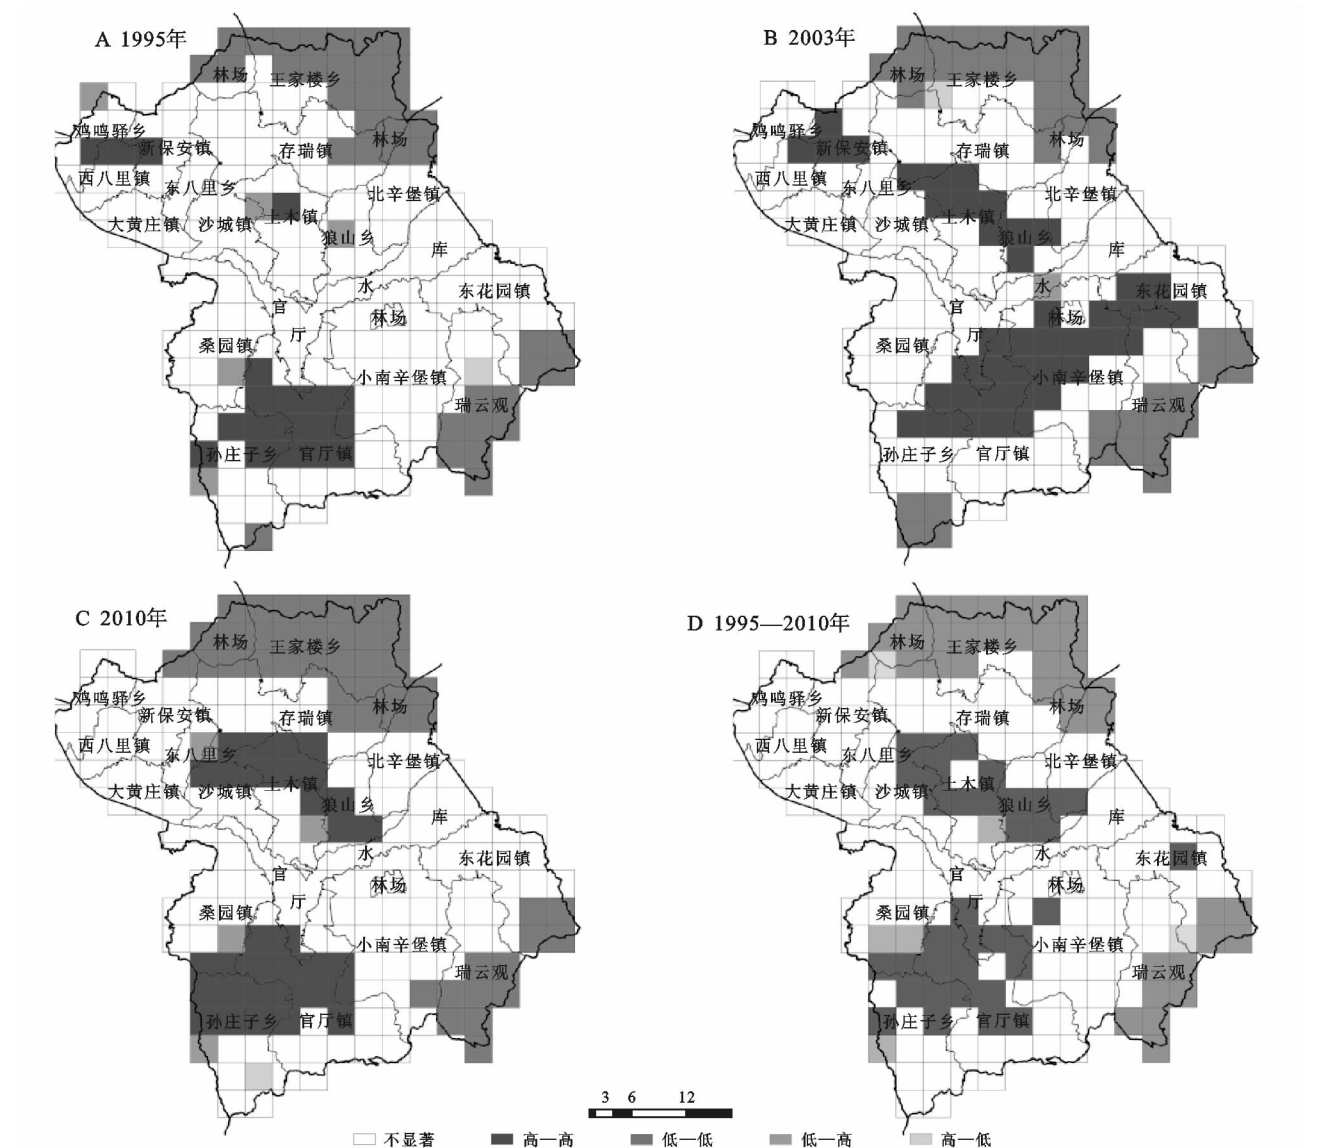 A 1995年
林场
王家楼乡
鸡鸣驿乡
新保安镇
存瑞镇
林场
西八里镇
东八里乡
北辛堡镇
大黄庄镇
沙城镇
土木镇
狼山乡
库
水
官
厅
东花园镇
林场
桑园镇
小南辛堡镇
瑞云观
孙庄子乡
官厅镇
B 2003年
林场
王家楼乡
鸡鸣驿乡
新保安镇
存瑞镇
林场
西八里镇
东八里乡
北辛堡镇
大黄庄镇
沙城镇
土木镇
狼山乡
库
水
官
厅
东花园镇
林场
桑园镇
小南辛堡镇
瑞云观
孙庄子乡
官厅镇
C 2010年
林场
王家楼乡
鸡鸣驿乡
新保安镇
存瑞镇
林场
西八里镇
东八里乡
北辛堡镇
大黄庄镇
沙城镇
土木镇
狼山乡
库
水
官
厅
东花园镇
林场
桑园镇
小南辛堡镇
瑞云观
孙庄子乡
官厅镇
D 1995—2010年
林场
王家楼乡
鸡鸣驿乡
新保安镇
存瑞镇
林场
西八里镇
东八里乡
北辛堡镇
大黄庄镇
沙城镇
土木镇
狼山乡
库
水
官
厅
东花园镇
林场
桑园镇
小南辛堡镇
瑞云观
孙庄子乡
官厅镇
3 6 12
不显著 高—高 低—低 低—高 高—低